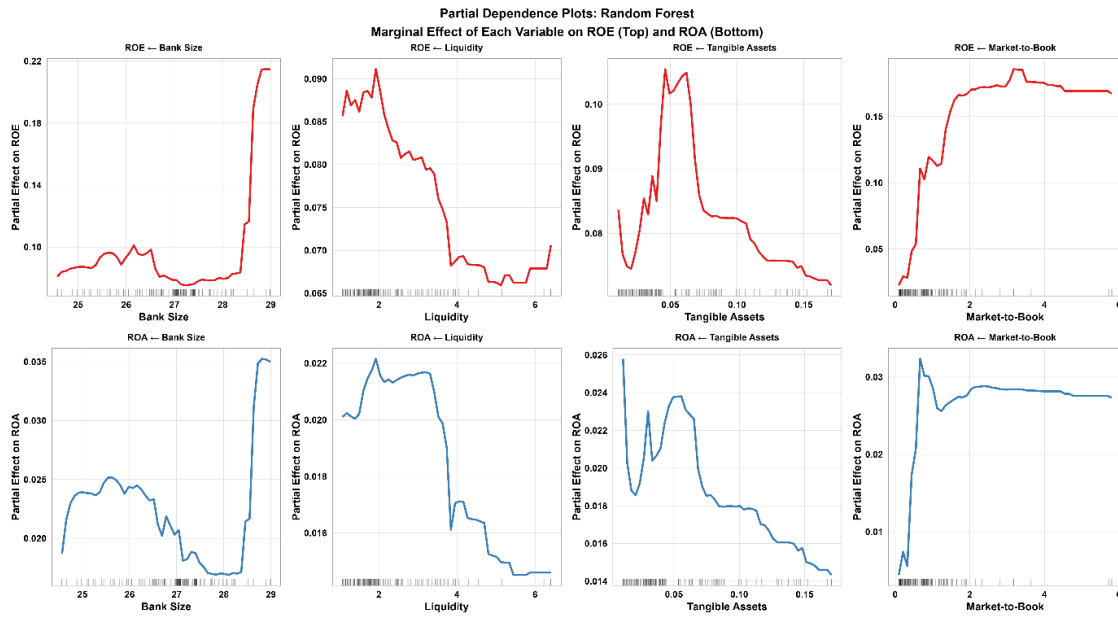 Partial Dependence Plots: Random Forest
Marginal Effect of Each Variable on ROE (Top) and ROA (Bottom)
ROE ← Bank Size
ROE ← Liquidity
ROE ← Tangible Assets
ROE ← Market-to-Book
Partial Effect on ROE
0.22
0.18
0.14
0.10
25
26
27
28
29
Bank Size
Partial Effect on ROE
0.090
0.085
0.080
0.075
0.070
0.065
2
4
6
Liquidity
Partial Effect on ROE
0.10
0.09
0.08
0.05
0.10
0.15
Tangible Assets
Partial Effect on ROE
0.15
0.10
0.05
0
2
4
6
Market-to-Book
ROA ← Bank Size
ROA ← Liquidity
ROA ← Tangible Assets
ROA ← Market-to-Book
Partial Effect on ROA
0.035
0.030
0.025
0.020
25
26
27
28
29
Bank Size
Partial Effect on ROA
0.022
0.020
0.018
0.016
2
4
6
Liquidity
Partial Effect on ROA
0.026
0.024
0.022
0.020
0.018
0.016
0.014
0.05
0.10
0.15
Tangible Assets
Partial Effect on ROA
0.03
0.02
0.01
0
2
4
6
Market-to-Book